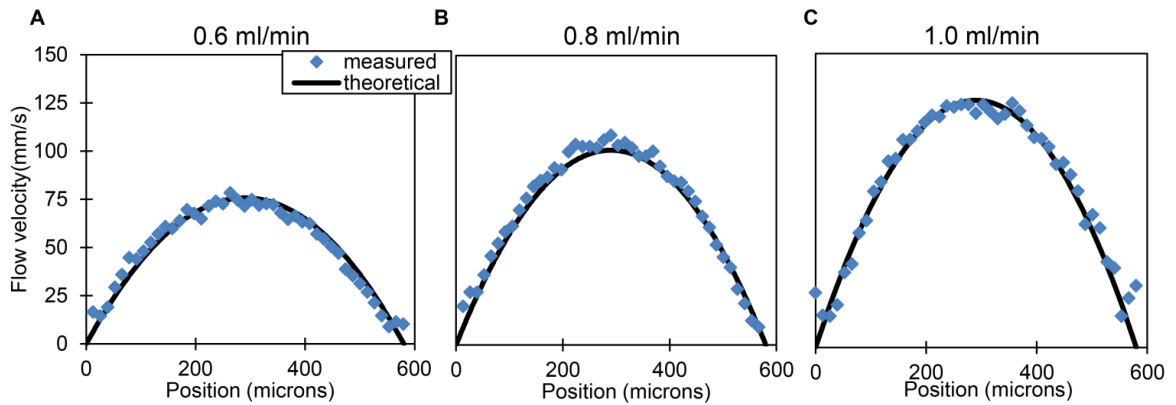 A
0.6 ml/min
B
0.8 ml/min
C
1.0 ml/min
measured
theoretical
Flow velocity(mm/s)
150
125
100
75
50
25
0
0 200 400 600
Position (microns)
0 200 400 600
Position (microns)
0 200 400 600
Position (microns)